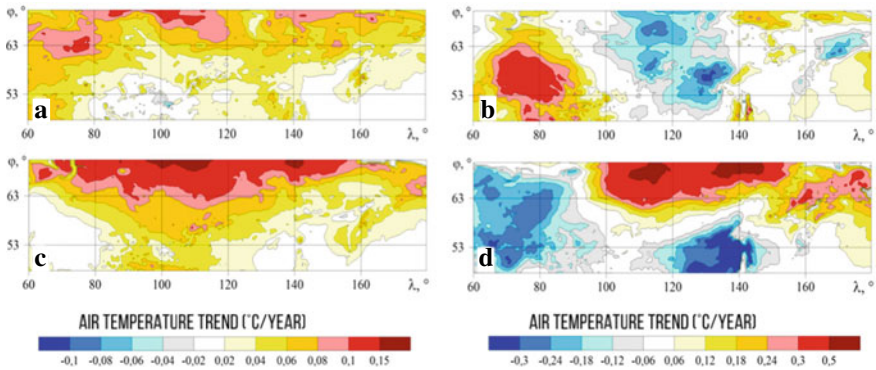 φ, °
63
53
a
60 80 100 120 140 160 λ, °
φ, °
63
53
b
60 80 100 120 140 160 λ, °
φ, °
63
53
c
60 80 100 120 140 160 λ, °
φ, °
63
53
d
60 80 100 120 140 160 λ, °
AIR TEMPERATURE TREND (°C/YEAR)
-0,1 -0,08 -0,06 -0,04 -0,02 0,02 0,04 0,06 0,08 0,1 0,15
AIR TEMPERATURE TREND (°C/YEAR)
-0,3 -0,24 -0,18 -0,12 -0,06 0,06 0,12 0,18 0,24 0,3 0,5